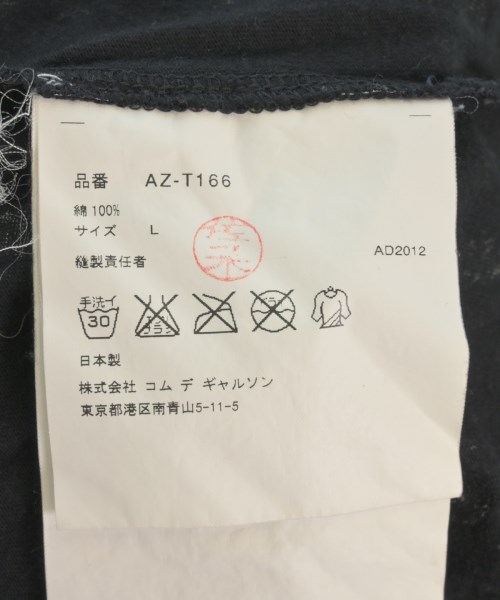 品番 AZ-T166
綿 100%
サイズ L
縫製責任者
AD2012
手洗イ
30
日本製
株式会社 コム デ ギャルソン
東京都港区南青山5-11-5